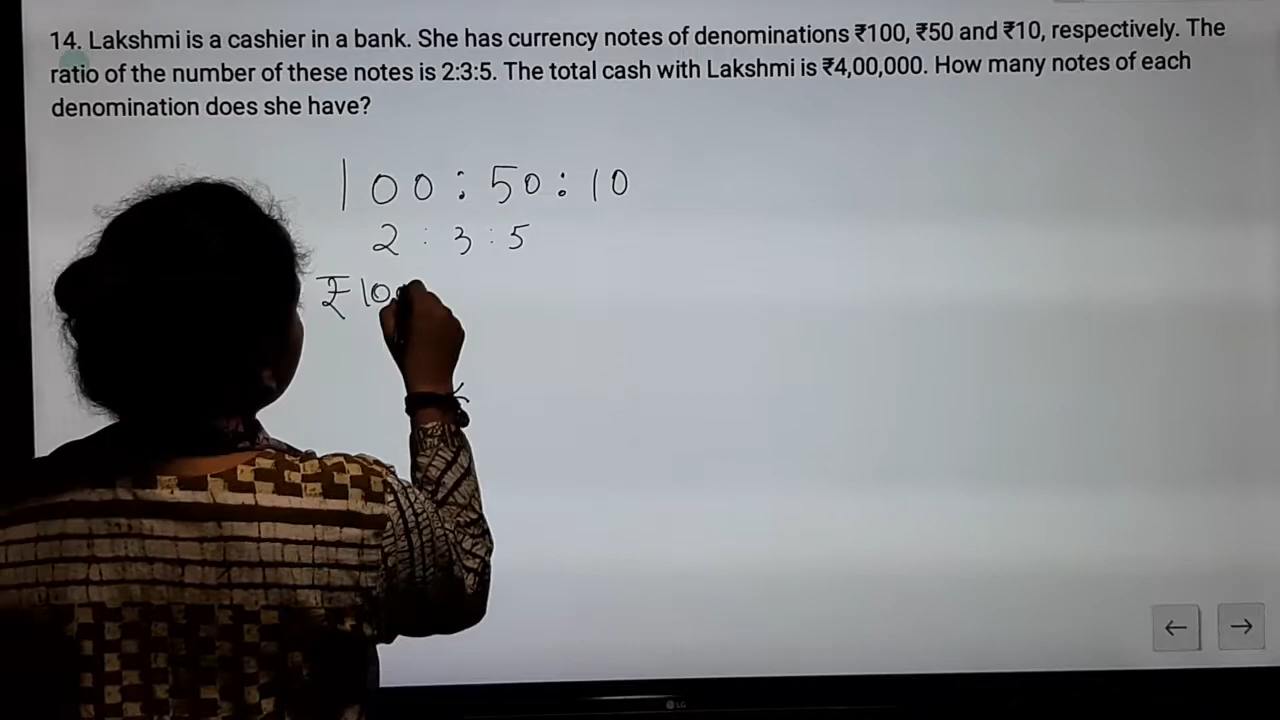 14. Lakshmi is a cashier in a bank. She has currency notes of denominations ₹100, ₹50 and ₹10, respectively. The
ratio of the number of these notes is 2:3:5. The total cash with Lakshmi is ₹4,00,000. How many notes of each
denomination does she have?
100 : 50 : 10
2 : 3 : 5
₹ 100
← →
LG